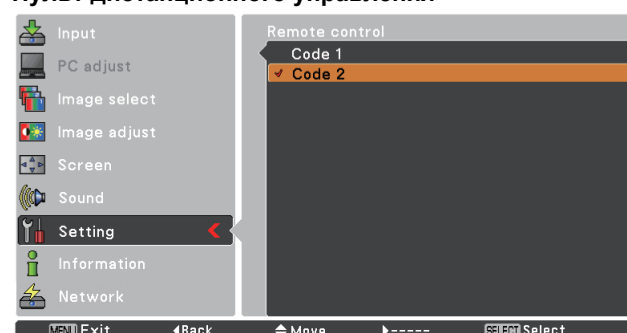 Пульт дистанционного управления
Input
PC adjust
Image select
Image adjust
Screen
Sound
Setting
Information
Network
Remote control
Code 1
Code 2
MENU Exit ◀Back ◆Move ▶----- SELECT Select